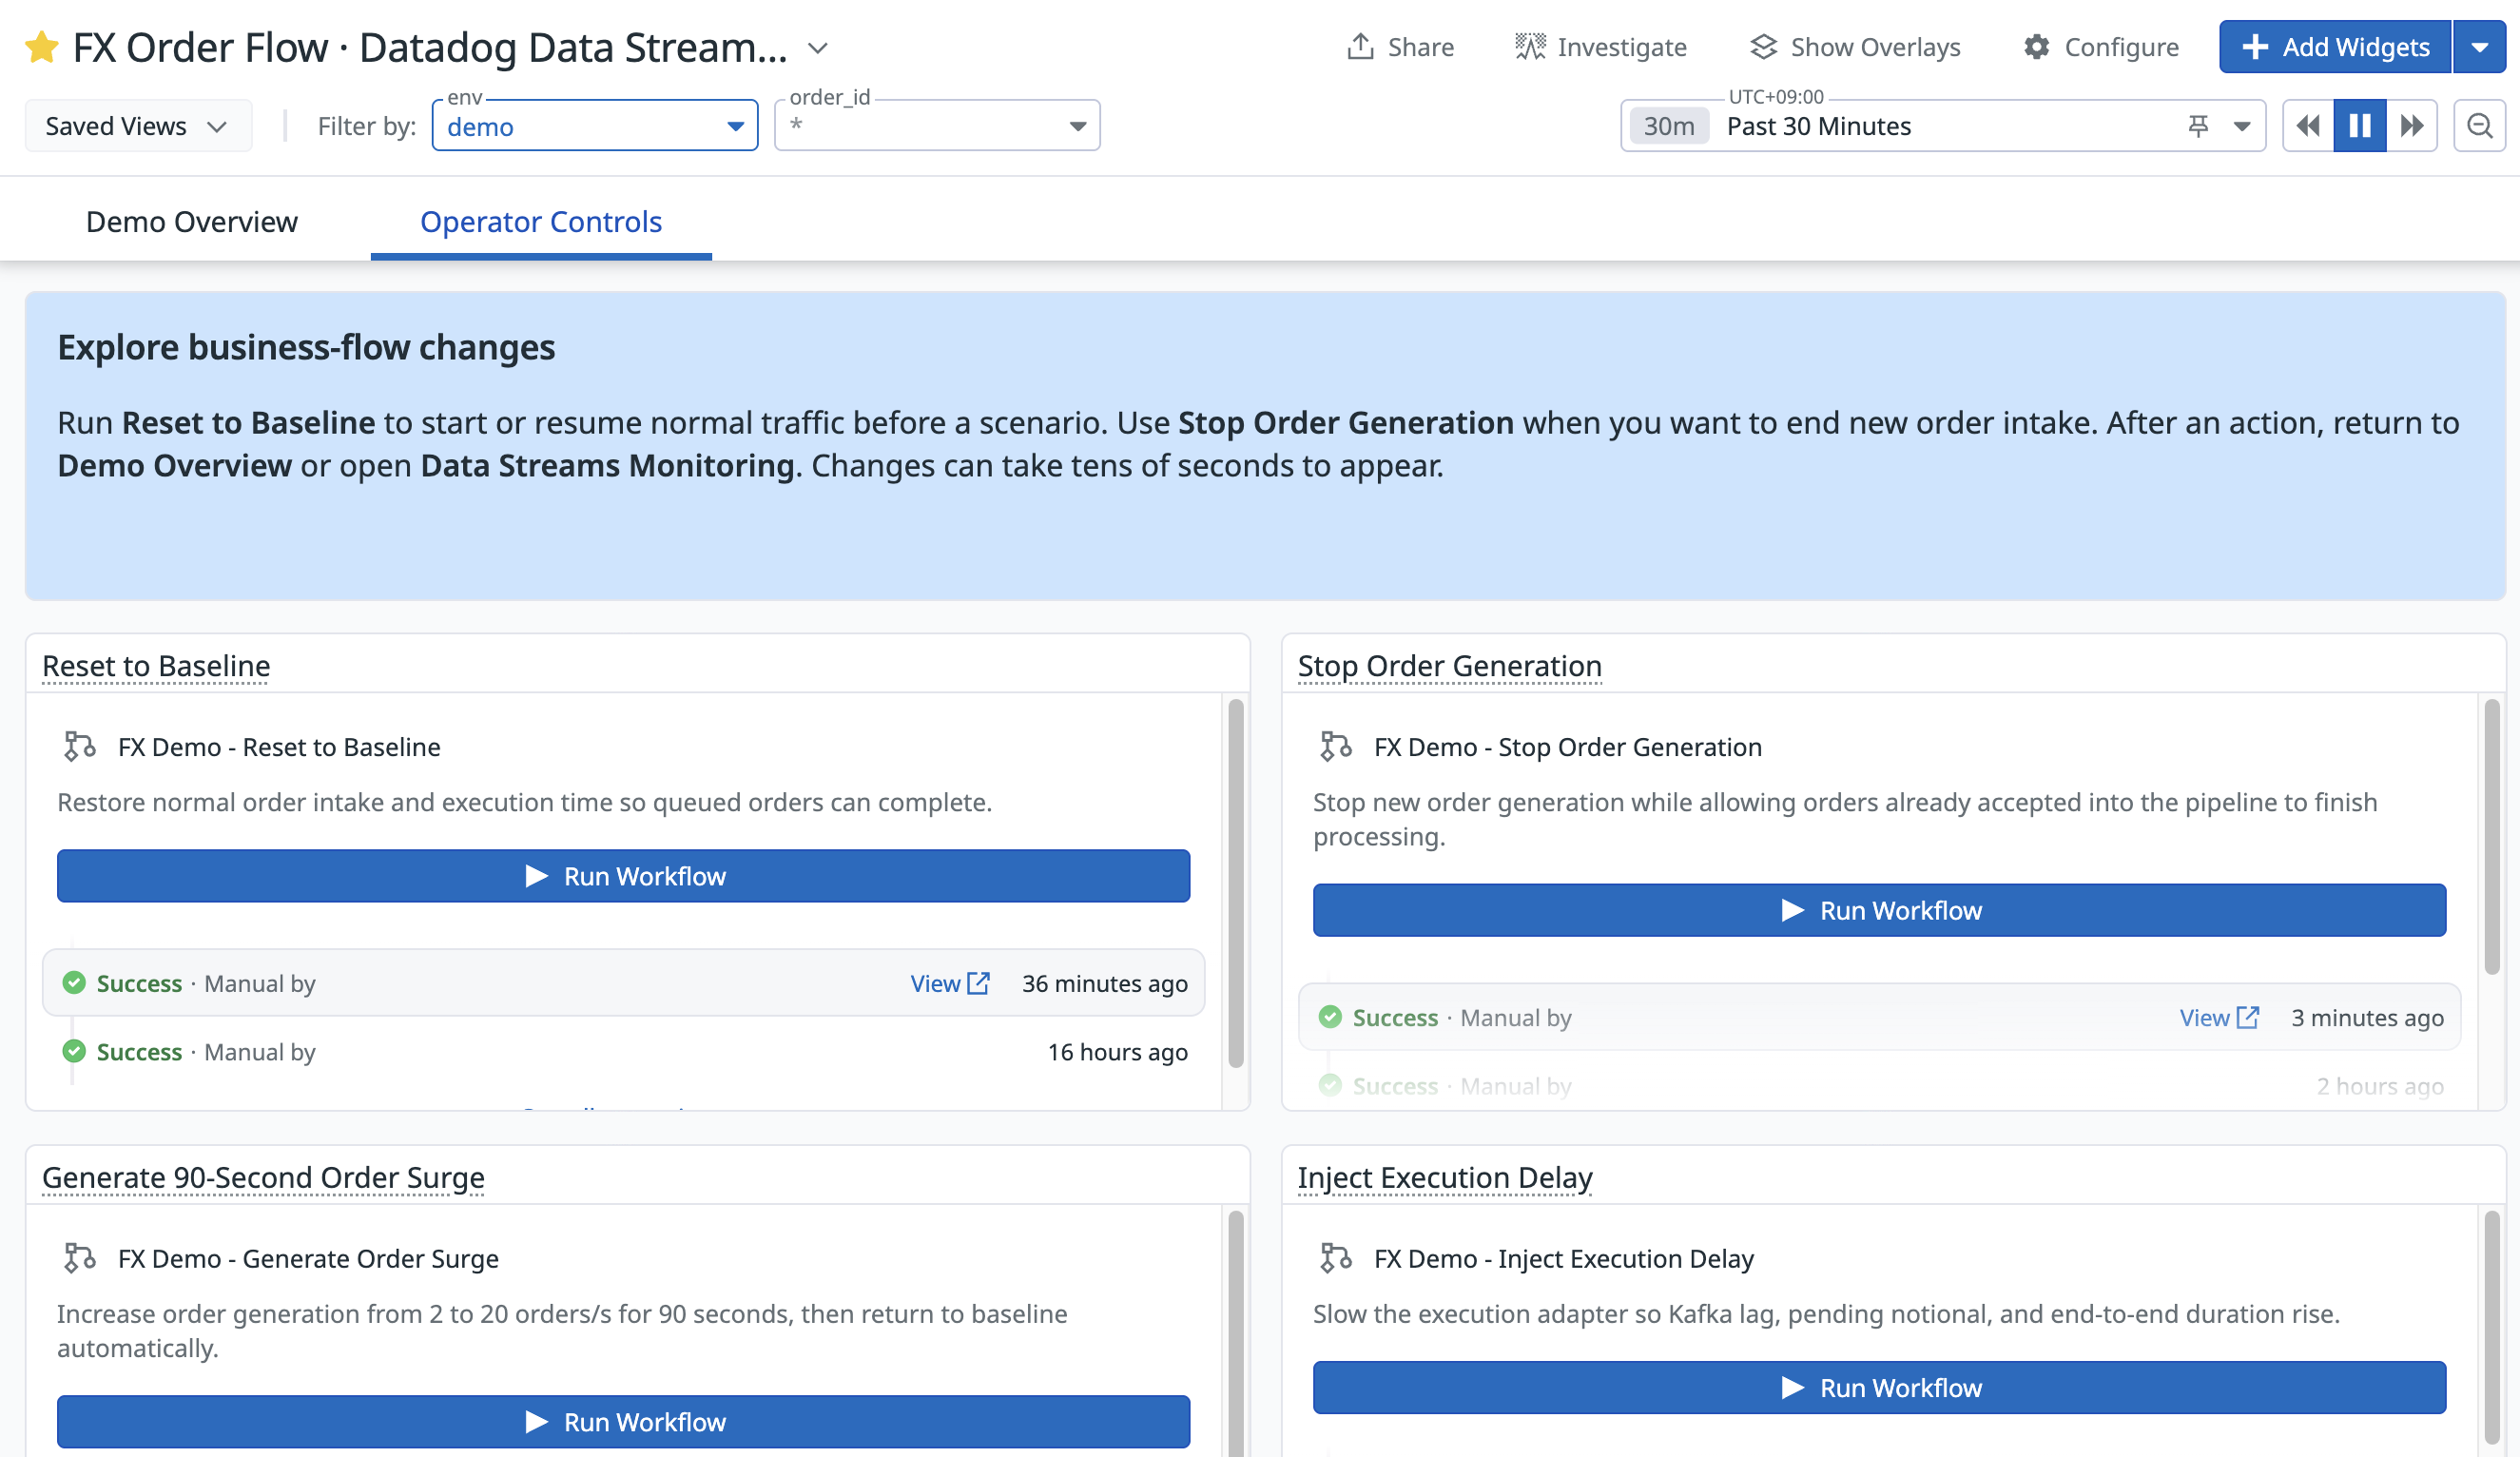 FX Order Flow · Datadog Data Stream...
Share
Investigate
Show Overlays
Configure
Add Widgets
Saved Views
Filter by:
env
demo
order_id
*
UTC+09:00
30m
Past 30 Minutes
Demo Overview
Operator Controls
Explore business-flow changes
Run Reset to Baseline to start or resume normal traffic before a scenario. Use Stop Order Generation when you want to end new order intake. After an action, return to
Demo Overview or open Data Streams Monitoring. Changes can take tens of seconds to appear.
Reset to Baseline
FX Demo - Reset to Baseline
Restore normal order intake and execution time so queued orders can complete.
Run Workflow
Success · Manual by View 36 minutes ago
Success · Manual by 16 hours ago
Stop Order Generation
FX Demo - Stop Order Generation
Stop new order generation while allowing orders already accepted into the pipeline to finish
processing.
Run Workflow
Success · Manual by View 3 minutes ago
Success · Manual by 2 hours ago
Generate 90-Second Order Surge
FX Demo - Generate Order Surge
Increase order generation from 2 to 20 orders/s for 90 seconds, then return to baseline
automatically.
Run Workflow
Inject Execution Delay
FX Demo - Inject Execution Delay
Slow the execution adapter so Kafka lag, pending notional, and end-to-end duration rise.
Run Workflow